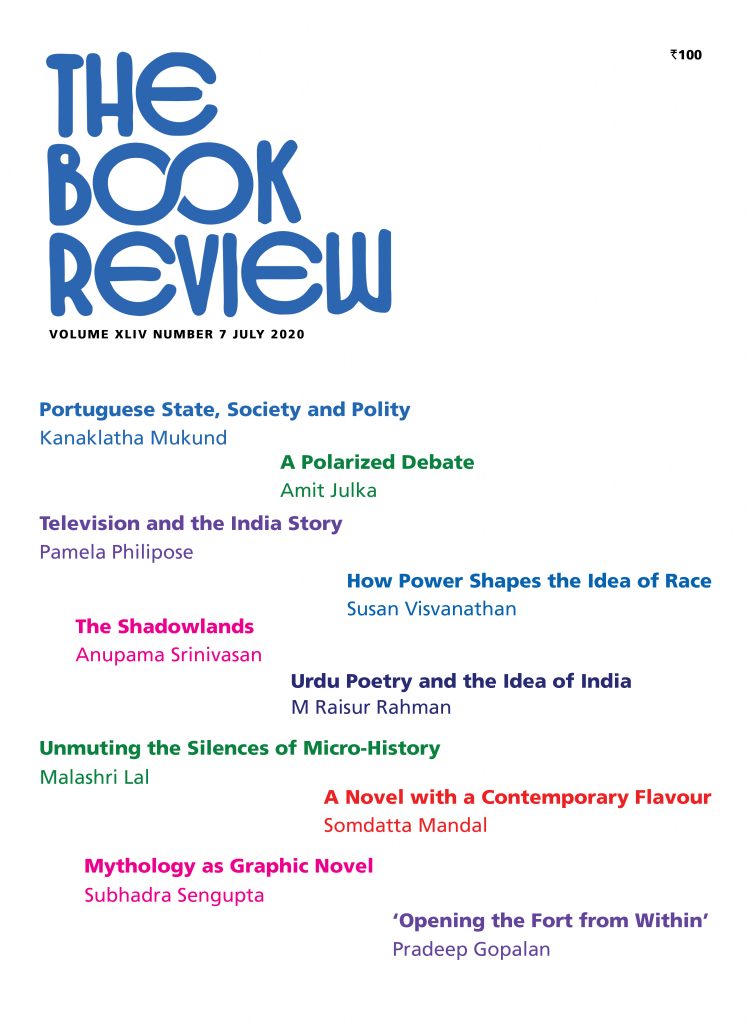 ₹100
THE
BOOK
REVIEW
VOLUME XLIV NUMBER 7 JULY 2020
Portuguese State, Society and Polity
Kanaklatha Mukund
A Polarized Debate
Amit Julka
Television and the India Story
Pamela Philipose
How Power Shapes the Idea of Race
Susan Visvanathan
The Shadowlands
Anupama Srinivasan
Urdu Poetry and the Idea of India
M Raisur Rahman
Unmuting the Silences of Micro-History
Malashri Lal
A Novel with a Contemporary Flavour
Somdatta Mandal
Mythology as Graphic Novel
Subhadra Sengupta
‘Opening the Fort from Within’
Pradeep Gopalan